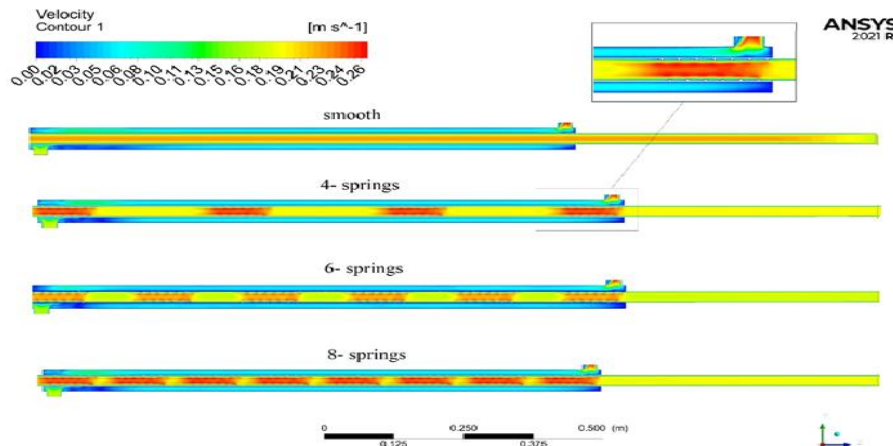 Velocity
Contour 1 [m s^-1]
0.00 0.02 0.03 0.05 0.06 0.08 0.10 0.11 0.13 0.15 0.16 0.18 0.19 0.21 0.23 0.24 0.26
ANSYS
2021 R
smooth
4- springs
6- springs
8- springs
0 0.250 0.500 (m)
0.125 0.375